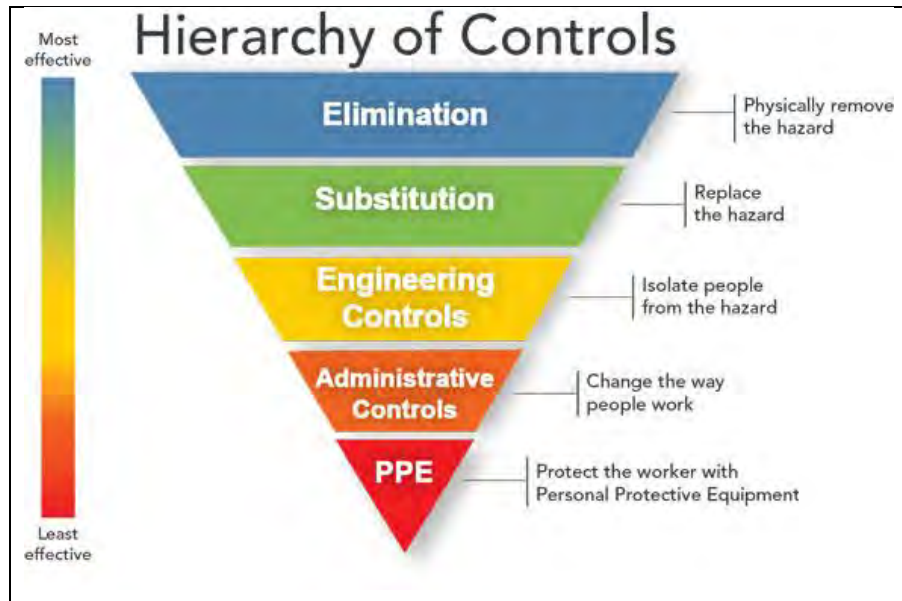 Hierarchy of Controls
Most
effective
Elimination
Physically remove
the hazard
Substitution
Replace
the hazard
Engineering
Controls
Isolate people
from the hazard
Administrative
Controls
Change the way
people work
PPE
Protect the worker with
Personal Protective Equipment
Least
effective